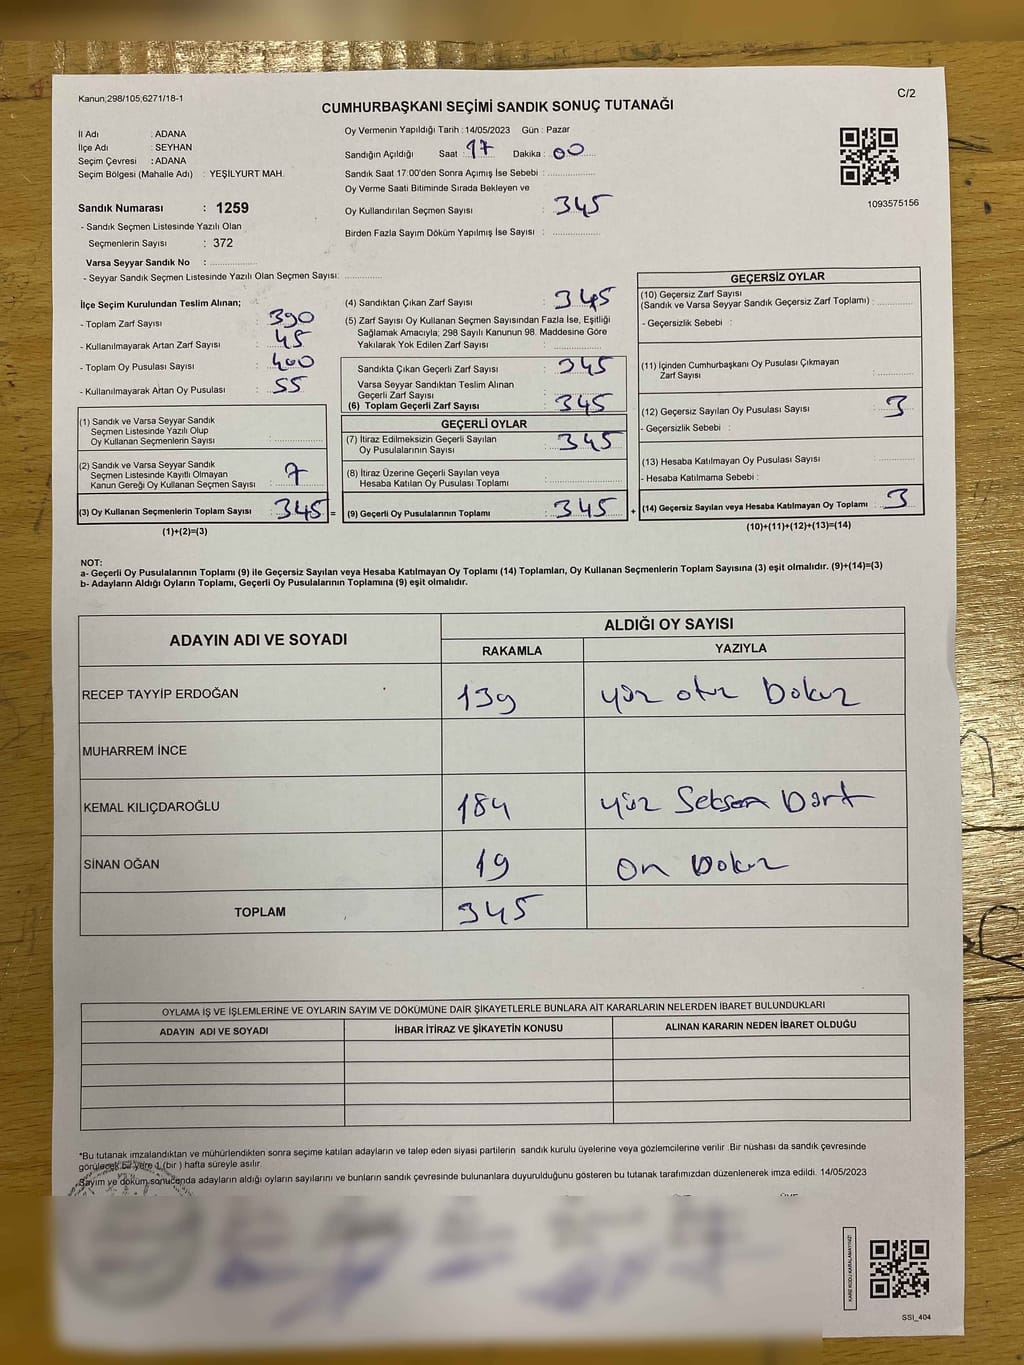 Kanun;298/105,6271/18-1
C/2
CUMHURBAŞKANI SEÇİMİ SANDIK SONUÇ TUTANAĞI
İl Adı : ADANA
İlçe Adı : SEYHAN
Seçim Çevresi : ADANA
Seçim Bölgesi (Mahalle Adı) : YEŞİLYURT MAH.
Sandık Numarası : 1259
- Sandık Seçmen Listesinde Yazılı Olan
Seçmenlerin Sayısı : 372
Varsa Seyyar Sandık No :
- Seyyar Sandık Seçmen Listesinde Yazılı Olan Seçmen Sayısı:
Oy Vermenin Yapıldığı Tarih : 14/05/2023 Gün : Pazar
Sandığın Açıldığı Saat : 17 Dakika : 00
Sandık Saat 17:00'den Sonra Açımış İse Sebebi :
Oy Verme Saati Bitiminde Sırada Bekleyen ve
Oy Kullandırılan Seçmen Sayısı : 345
Birden Fazla Sayım Döküm Yapılmış İse Sayısı :
1093575156
İlçe Seçim Kurulundan Teslim Alınan;
- Toplam Zarf Sayısı : 390
- Kullanılmayarak Artan Zarf Sayısı : 45
- Toplam Oy Pusulası Sayısı : 400
- Kullanılmayarak Artan Oy Pusulası : 55
(1) Sandık ve Varsa Seyyar Sandık
Seçmen Listesinde Yazılı Olup
Oy Kullanan Seçmenlerin Sayısı :
(2) Sandık ve Varsa Seyyar Sandık
Seçmen Listesinde Kayıtlı Olmayan
Kanun Gereği Oy Kullanan Seçmen Sayısı : 7
(3) Oy Kullanan Seçmenlerin Toplam Sayısı : 345 =
(1)+(2)=(3)
(4) Sandıktan Çıkan Zarf Sayısı : 345
(5) Zarf Sayısı Oy Kullanan Seçmen Sayısından Fazla İse, Eşitliği
Sağlamak Amacıyla; 298 Sayılı Kanunun 98. Maddesine Göre
Yakılarak Yok Edilen Zarf Sayısı :
Sandıkta Çıkan Geçerli Zarf Sayısı : 345
Varsa Seyyar Sandıktan Teslim Alınan
Geçerli Zarf Sayısı :
(6) Toplam Geçerli Zarf Sayısı : 345
GEÇERLİ OYLAR
(7) İtiraz Edilmeksizin Geçerli Sayılan
Oy Pusulalarının Sayısı : 345
(8) İtiraz Üzerine Geçerli Sayılan veya
Hesaba Katılan Oy Pusulası Toplamı :
(9) Geçerli Oy Pusulalarının Toplamı : 345 +
GEÇERSİZ OYLAR
(10) Geçersiz Zarf Sayısı
(Sandık ve Varsa Seyyar Sandık Geçersiz Zarf Toplamı) :
- Geçersizlik Sebebi :
(11) İçinden Cumhurbaşkanı Oy Pusulası Çıkmayan
Zarf Sayısı :
(12) Geçersiz Sayılan Oy Pusulası Sayısı : 3
- Geçersizlik Sebebi :
(13) Hesaba Katılmayan Oy Pusulası Sayısı :
- Hesaba Katılmama Sebebi :
(14) Geçersiz Sayılan veya Hesaba Katılmayan Oy Toplamı : 3
(10)+(11)+(12)+(13)=(14)
NOT:
a- Geçerli Oy Pusulalarının Toplamı (9) ile Geçersiz Sayılan veya Hesaba Katılmayan Oy Toplamı (14) Toplamları, Oy Kullanan Seçmenlerin Toplam Sayısına (3) eşit olmalıdır. (9)+(14)=(3)
b- Adayların Aldığı Oyların Toplamı, Geçerli Oy Pusulalarının Toplamına (9) eşit olmalıdır.
ADAYIN ADI VE SOYADI ALDIĞI OY SAYISI
RAKAMLA YAZIYLA
RECEP TAYYİP ERDOĞAN 139 yüz otuz Dokuz
MUHARREM İNCE
KEMAL KILIÇDAROĞLU 184 yüz Seksen Dört
SİNAN OĞAN 19 On Dokuz
TOPLAM 345
OYLAMA İŞ VE İŞLEMLERİNE VE OYLARIN SAYIM VE DÖKÜMÜNE DAİR ŞİKAYETLERLE BUNLARA AİT KARARLARIN NELERDEN İBARET BULUNDUKLARI
ADAYIN ADI VE SOYADI İHBAR İTİRAZ VE ŞİKAYETİN KONUSU ALINAN KARARIN NEDEN İBARET OLDUĞU
*Bu tutanak imzalandıktan ve mühürlendikten sonra seçime katılan adayların ve talep eden siyasi partilerin sandık kurulu üyelerine veya gözlemcilerine verilir. Bir nüshası da sandık çevresinde
görülecek bir yere 1 (bir ) hafta süreyle asılır.
Sayım ve döküm sonucunda adayların aldığı oyların sayılarını ve bunların sandık çevresinde bulunanlara duyurulduğunu gösteren bu tutanak tarafımızdan düzenlenerek imza edildi. 14/05/2023
KARE KODU KARALAMAYINIZ!
SSI_404